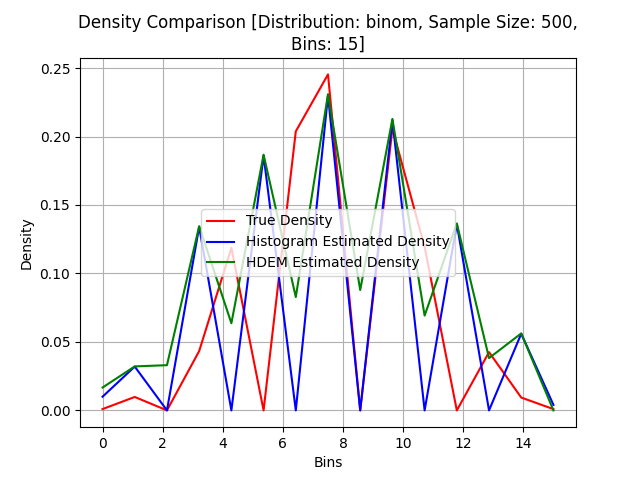 Density Comparison [Distribution: binom, Sample Size: 500,
Bins: 15]
0.25
0.20
0.15
0.10
0.05
0.00
Density
True Density
Histogram Estimated Density
HDEM Estimated Density
0 2 4 6 8 10 12 14
Bins